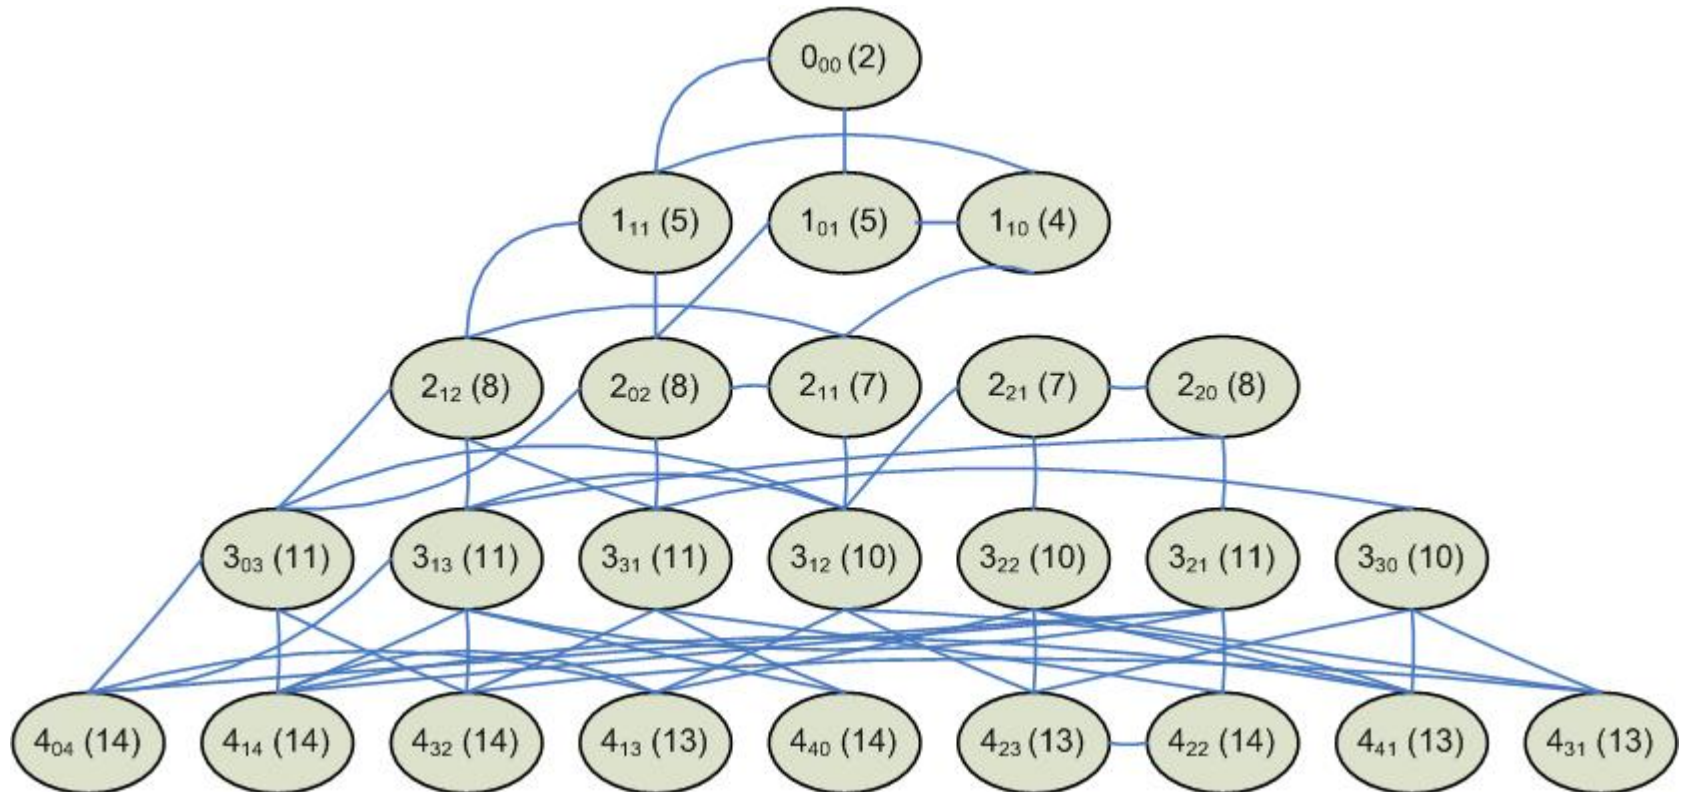 0₀₀ (2)
1₁₁ (5) 1₀₁ (5) 1₁₀ (4)
2₁₂ (8) 2₀₂ (8) 2₁₁ (7) 2₂₁ (7) 2₂₀ (8)
3₀₃ (11) 3₁₃ (11) 3₃₁ (11) 3₁₂ (10) 3₂₂ (10) 3₂₁ (11) 3₃₀ (10)
4₀₄ (14) 4₁₄ (14) 4₃₂ (14) 4₁₃ (13) 4₄₀ (14) 4₂₃ (13) 4₂₂ (14) 4₄₁ (13) 4₃₁ (13)